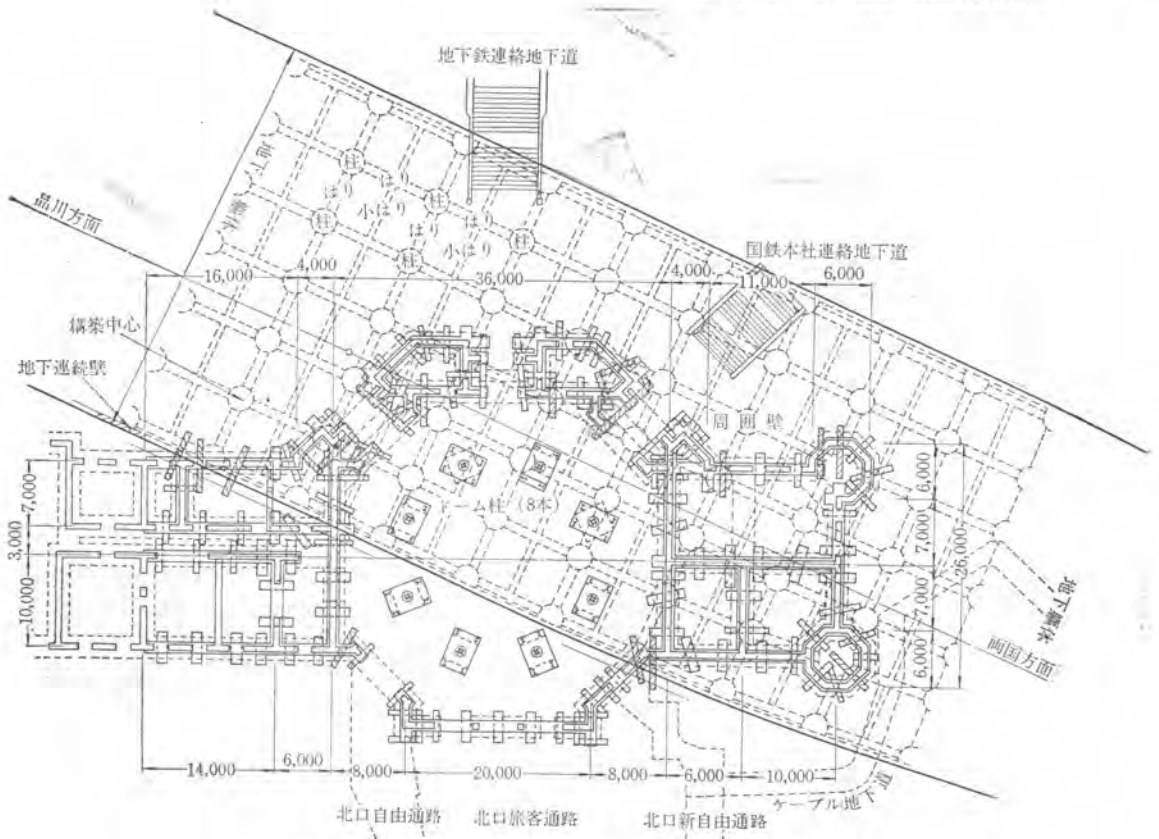 地下鉄連絡地下道
品川方面
地下躯体
柱
はり
はり
小はり
柱
柱
はり
はり
小はり
柱
柱
国鉄本社連絡地下道
16,000
4,000
36,000
4,000
11,000
6,000
構築中心
地下連続壁
周囲壁
ドーム柱(8本)
7,000
3,000
10,000
6,000
7,000
7,000
6,000
26,000
地下躯体
両国方面
14,000
6,000
8,000
20,000
8,000
6,000
10,000
ケーブル地下道
北口自由通路
北口旅客通路
北口新自由通路